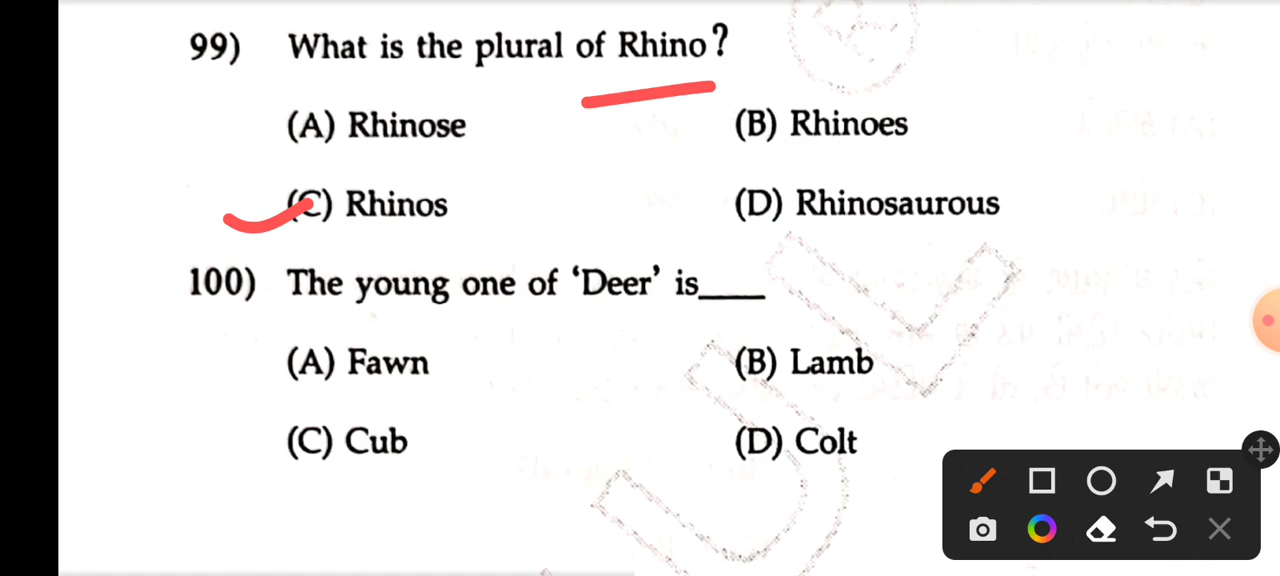 99) What is the plural of Rhino?
(A) Rhinose (B) Rhinoes
(C) Rhinos (D) Rhinosaurous
100) The young one of ‘Deer’ is____
(A) Fawn (B) Lamb
(C) Cub (D) Colt